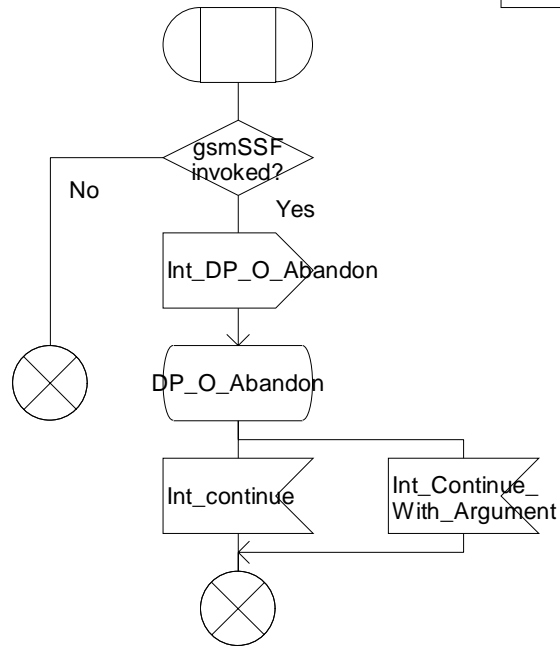 gsmSSF
invoked?
No
Yes
Int_DP_O_Abandon
DP_O_Abandon
Int_continue
Int_Continue_
With_Argument